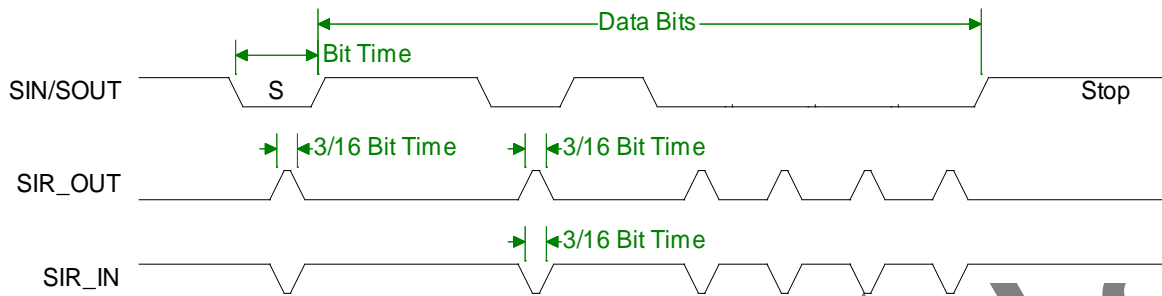 Data Bits
Bit Time
SIN/SOUT
S
Stop
3/16 Bit Time
3/16 Bit Time
SIR_OUT
3/16 Bit Time
SIR_IN